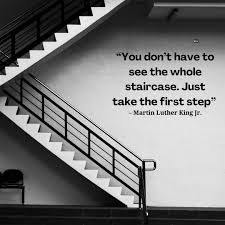 “You don’t have to
see the whole
staircase. Just
take the first step”
– Martin Luther King Jr.